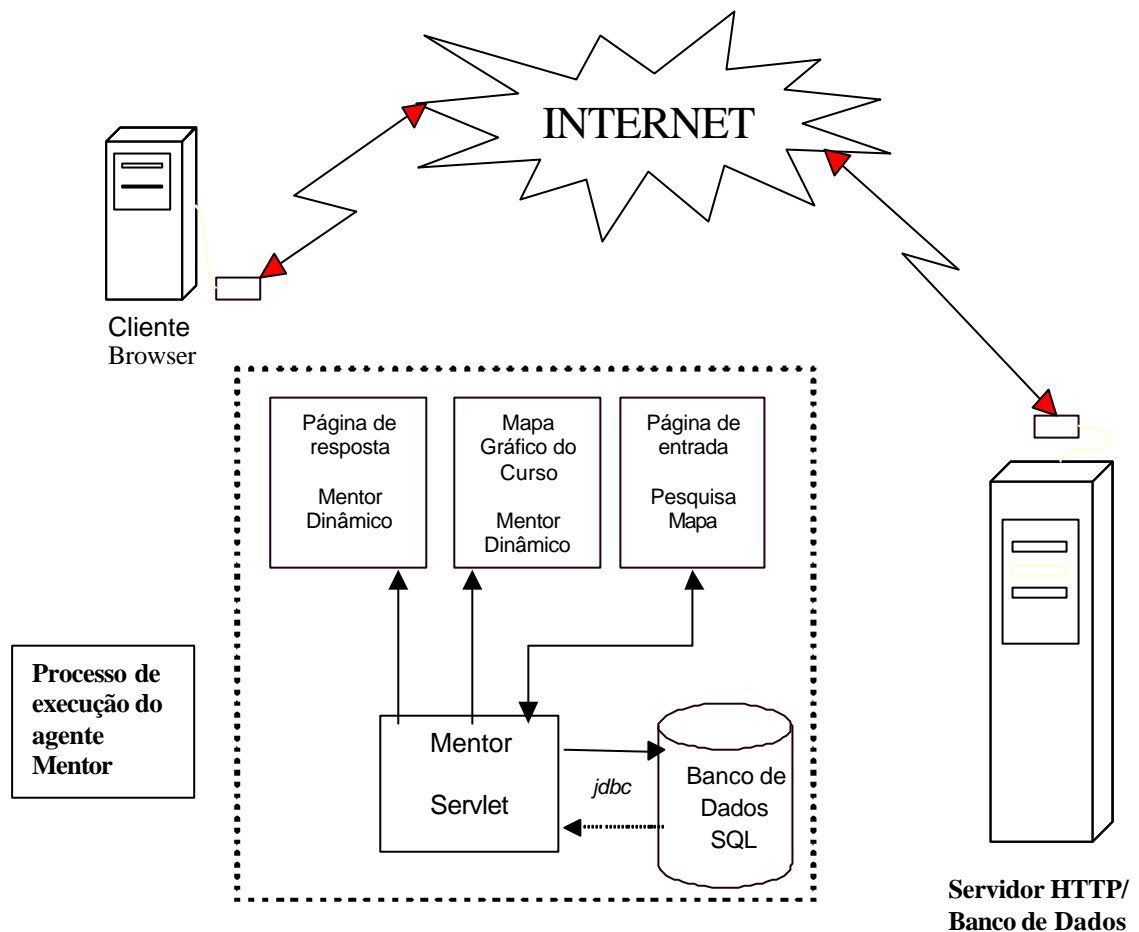 INTERNET
Cliente
Browser
Página de
resposta
Mentor
Dinâmico
Mapa
Gráfico do
Curso
Mentor
Dinâmico
Página de
entrada
Pesquisa
Mapa
Processo de
execução do
agente
Mentor
Mentor
Servlet
jdbc
Banco de
Dados
SQL
Servidor HTTP/
Banco de Dados